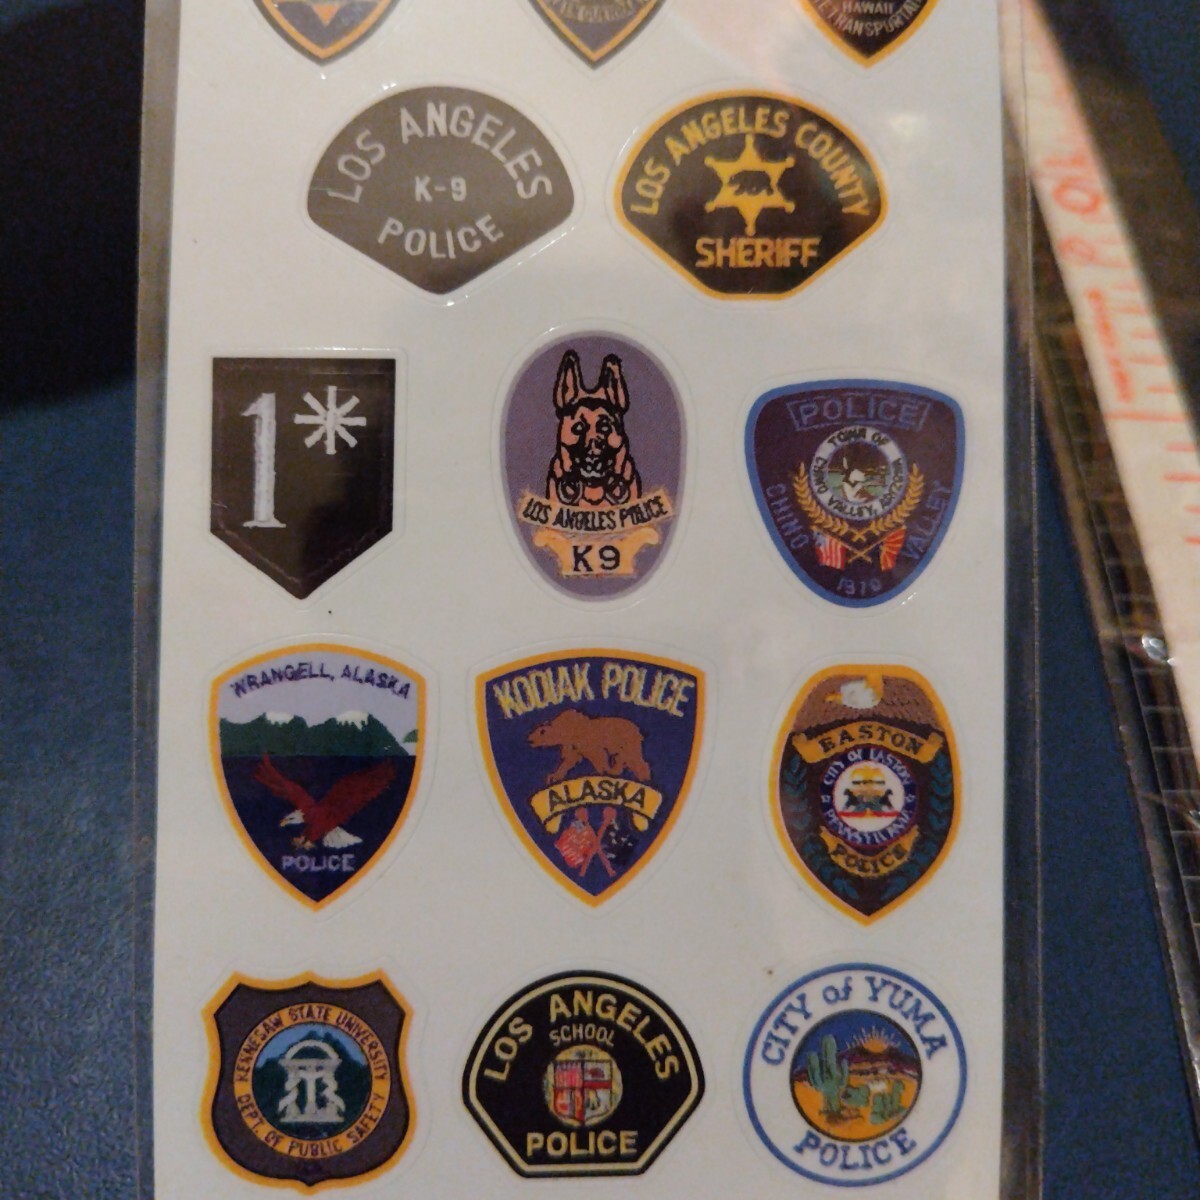 HAWAII
LOS ANGELES
K-9
POLICE
LOS ANGELES COUNTY
SHERIFF
1*
LOS ANGELES POLICE
K9
POLICE
TOWN OF
CHINO VALLEY, ARIZONA
CHINO VALLEY
WRANGELL, ALASKA
POLICE
KODIAK POLICE
ALASKA
EASTON
CITY OF EASTON
PENNSYLVANIA
POLICE
KENNESAW STATE UNIVERSITY
DEPT. OF PUBLIC SAFETY
LOS ANGELES
SCHOOL
POLICE
CITY of YUMA
POLICE